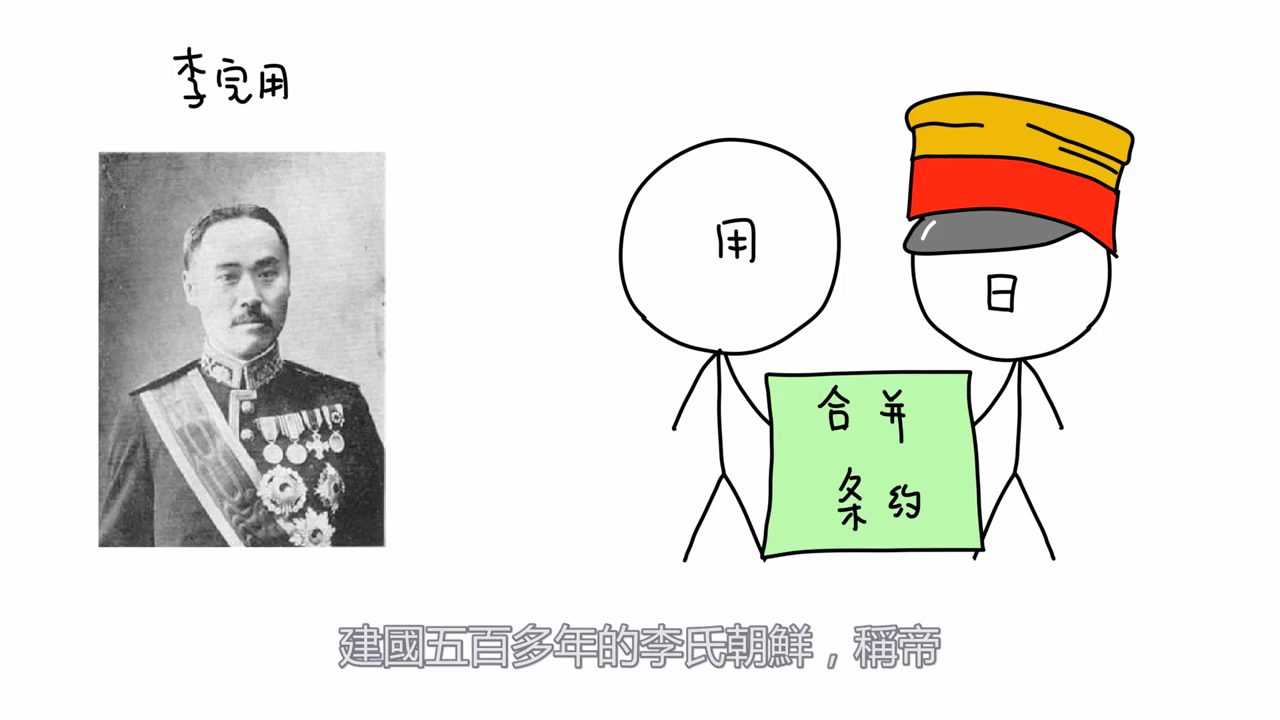 李完用
用
日
合并
条约
建國五百多年的李氏朝鮮，稱帝